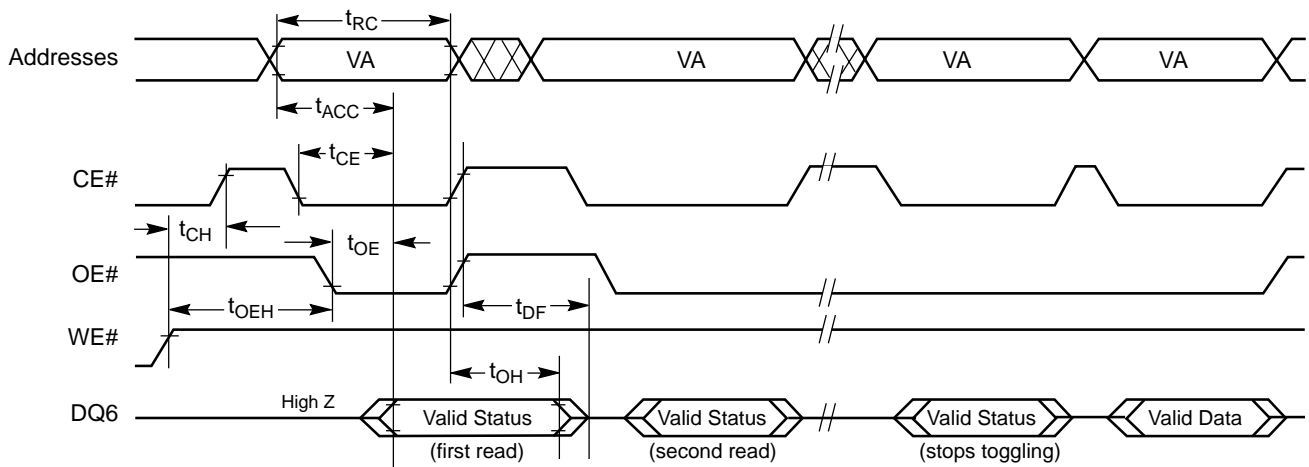 tRC
Addresses VA VA VA VA
tACC
tCE
CE#
tCH
tOE
OE#
tOEH
tDF
WE#
tOH
High Z
DQ6 Valid Status Valid Status Valid Status Valid Data
(first read) (second read) (stops toggling)